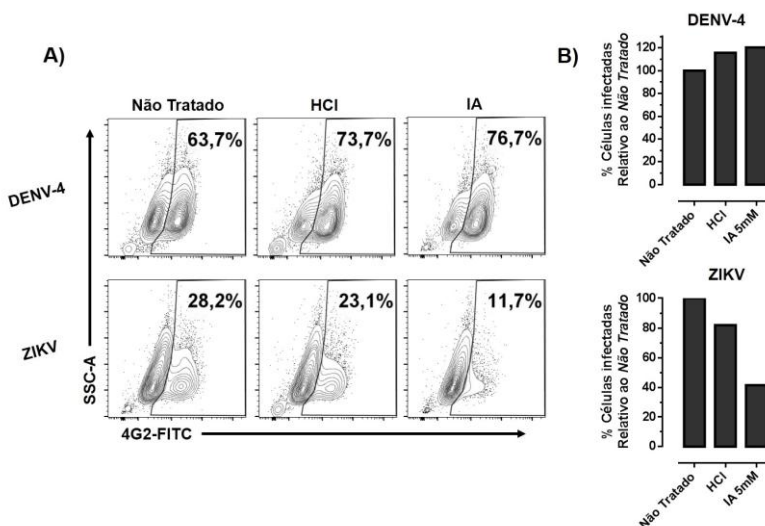 A)
Não Tratado
HCl
IA
DENV-4
63,7%
73,7%
76,7%
ZIKV
28,2%
23,1%
11,7%
SSC-A
4G2-FITC
B)
DENV-4
% Células infectadas
Relativo ao Não Tratado
120
100
80
60
40
20
0
Não Tratado
HCl
IA 5mM
ZIKV
% Células infectadas
Relativo ao Não Tratado
100
80
60
40
20
0
Não Tratado
HCl
IA 5mM